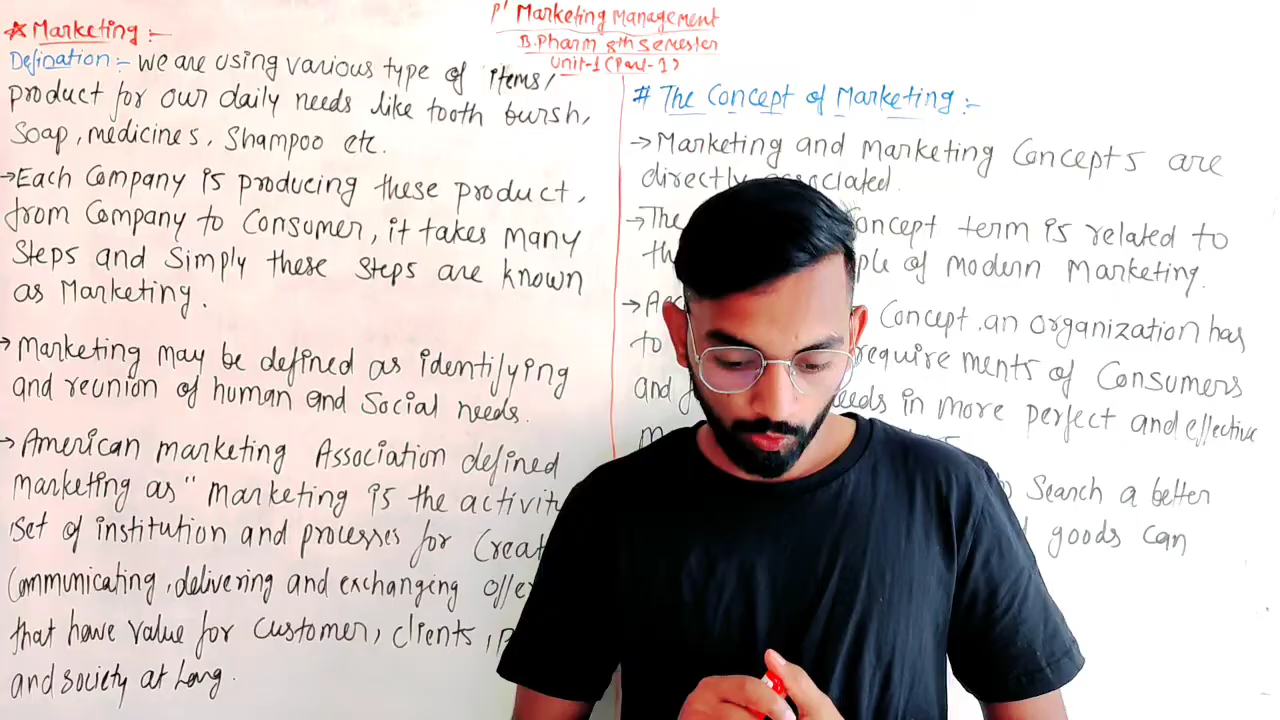 P' Marketing Management
B.Pharm 8th Semester
Unit-1 (Part-1)
☆ Marketing :-
Defination :- we are using various type of items/
product for our daily needs like tooth bursh,
Soap, medicines, Shampoo etc.
→ Each Company is producing these product,
from Company to Consumer, it takes many
Steps and Simply these Steps are known
as Marketing.
→ Marketing may be defined as identifying
and reunion of human and Social needs.
→ American marketing Association defined
marketing as " marketing is the activity
set of institution and processes for
Communicating, delivering and exchanging
that have value for customer, clients,
and society at Larg.
# The Concept of Marketing :-
→ Marketing and marketing Concepts are
directly associated.
→ The Concept term is related to
of modern Marketing.
→ Concept, an organization has
to requirements of Consumers
and in more perfect and effective
Search a better
goods can